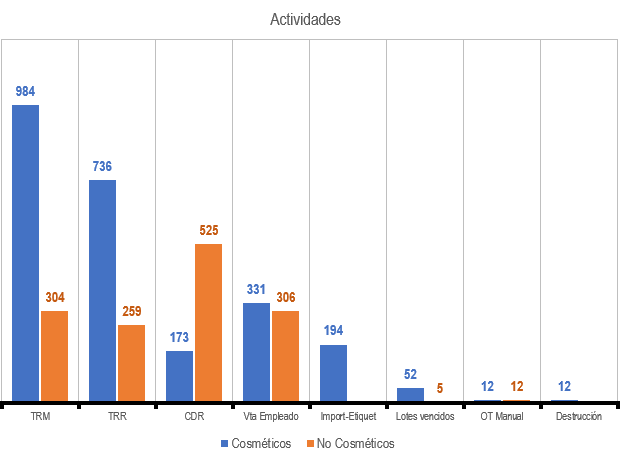 Actividades
984
304
736
259
173
525
331
306
194
52
5
12
12
12
TRM
TRR
CDR
Vta Empleado
Import-Etiquet
Lotes vencidos
OT Manual
Destrucción
Cosméticos
No Cosméticos